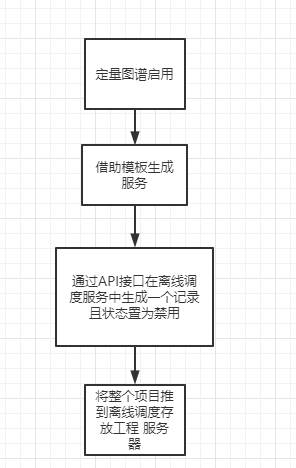 定量图谱启用
借助模板生成
服务
通过API接口在离线调
度服务中生成一个记录
且状态置为禁用
将整个项目推
到离线调度存
放工程 服务
器